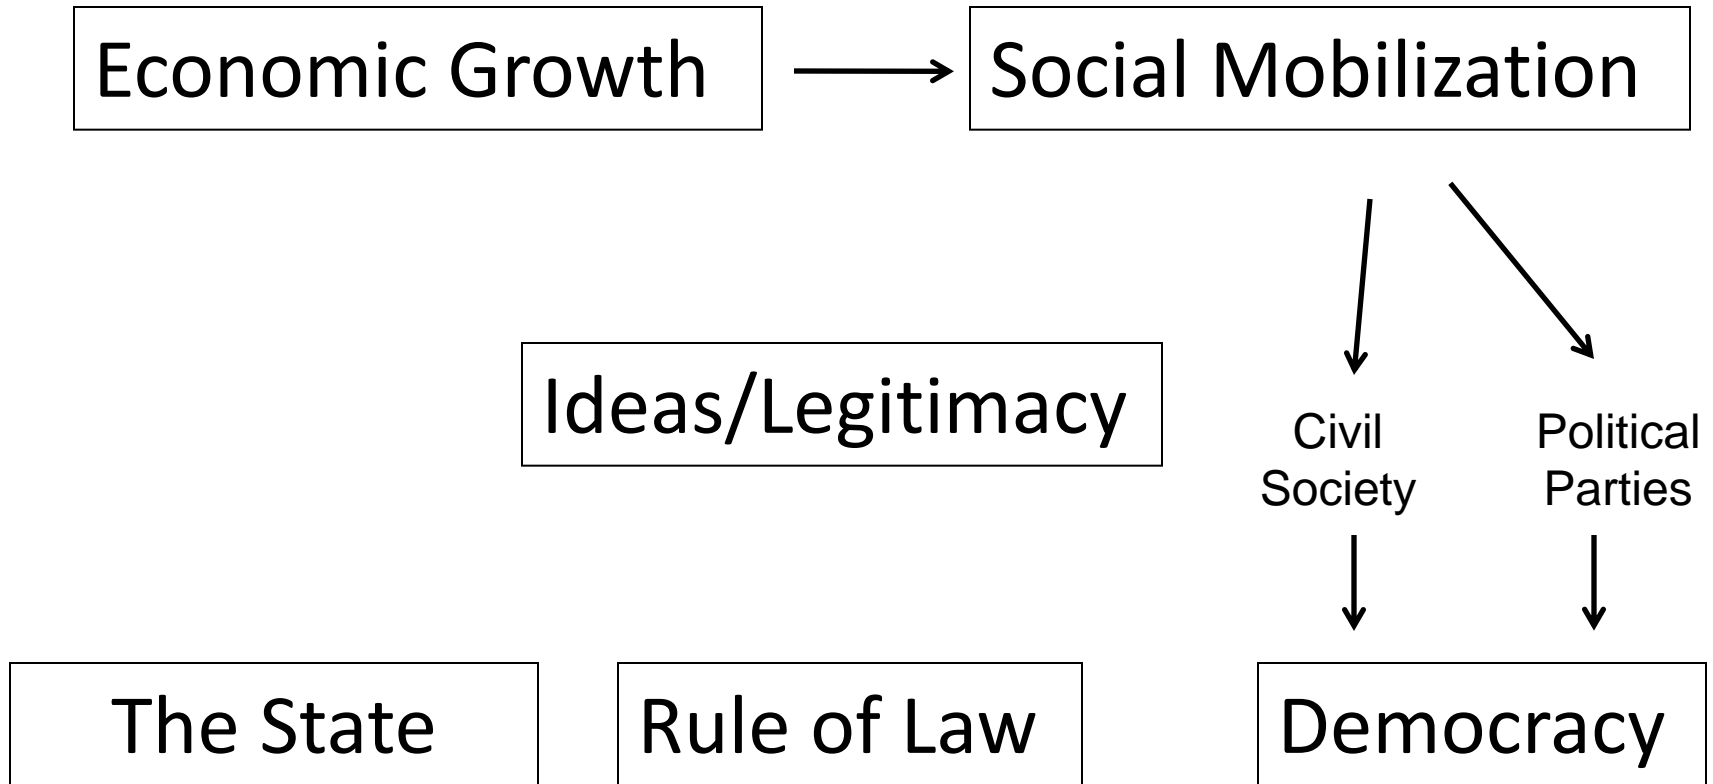 Economic Growth
Social Mobilization
Ideas/Legitimacy
Civil
Society
Political
Parties
The State
Rule of Law
Democracy